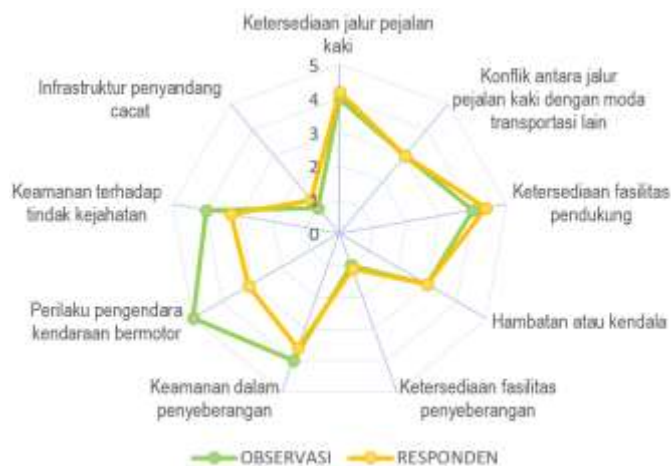 Ketersediaan jalur pejalan
kaki
Infrastruktur penyandang
cacat
Konflik antara jalur
pejalan kaki dengan moda
transportasi lain
5
4
3
2
1
0
Keamanan terhadap
tindak kejahatan
Ketersediaan fasilitas
pendukung
Perilaku pengendara
kendaraan bermotor
Hambatan atau kendala
Keamanan dalam
penyeberangan
Ketersediaan fasilitas
penyeberangan
OBSERVASI
RESPONDEN